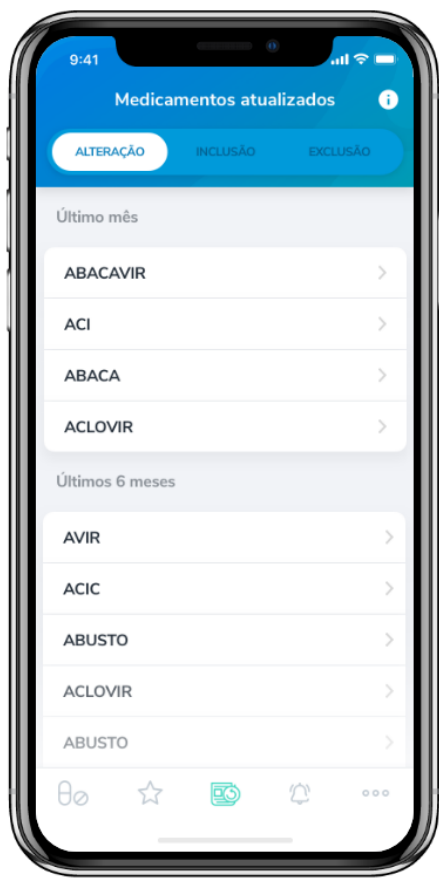 9:41
Medicamentos atualizados
ALTERAÇÃO INCLUSÃO EXCLUSÃO
Último mês
ABACAVIR
ACI
ABACA
ACLOVIR
Últimos 6 meses
AVIR
ACIC
ABUSTO
ACLOVIR
ABUSTO